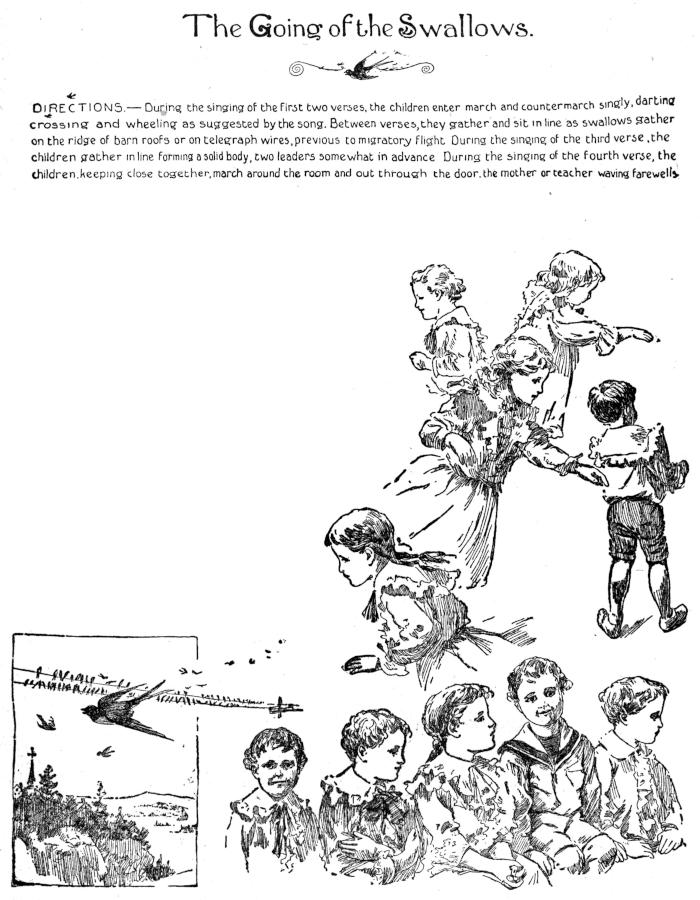 The Going of the Swallows.
DIRECTIONS.— During the singing of the first two verses, the children enter march and countermarch singly, darting
crossing and wheeling as suggested by the song. Between verses, they gather and sit in line as swallows gather
on the ridge of barn roofs or on telegraph wires, previous to migratory flight During the singing of the third verse, the
children gather in line forming a solid body, two leaders somewhat in advance During the singing of the fourth verse, the
children, keeping close together, march around the room and out through the door, the mother or teacher waving farewells